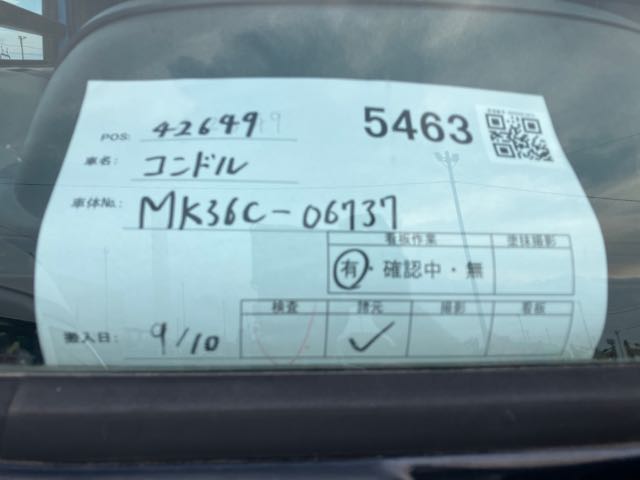 POS: 42649 5463
車名: コンドル
車体No.: MK36C-06737
看板作業 塗抹撮影
有・確認中・無
検査 諸元 撮影 看板
搬入日: 9/10 ✓